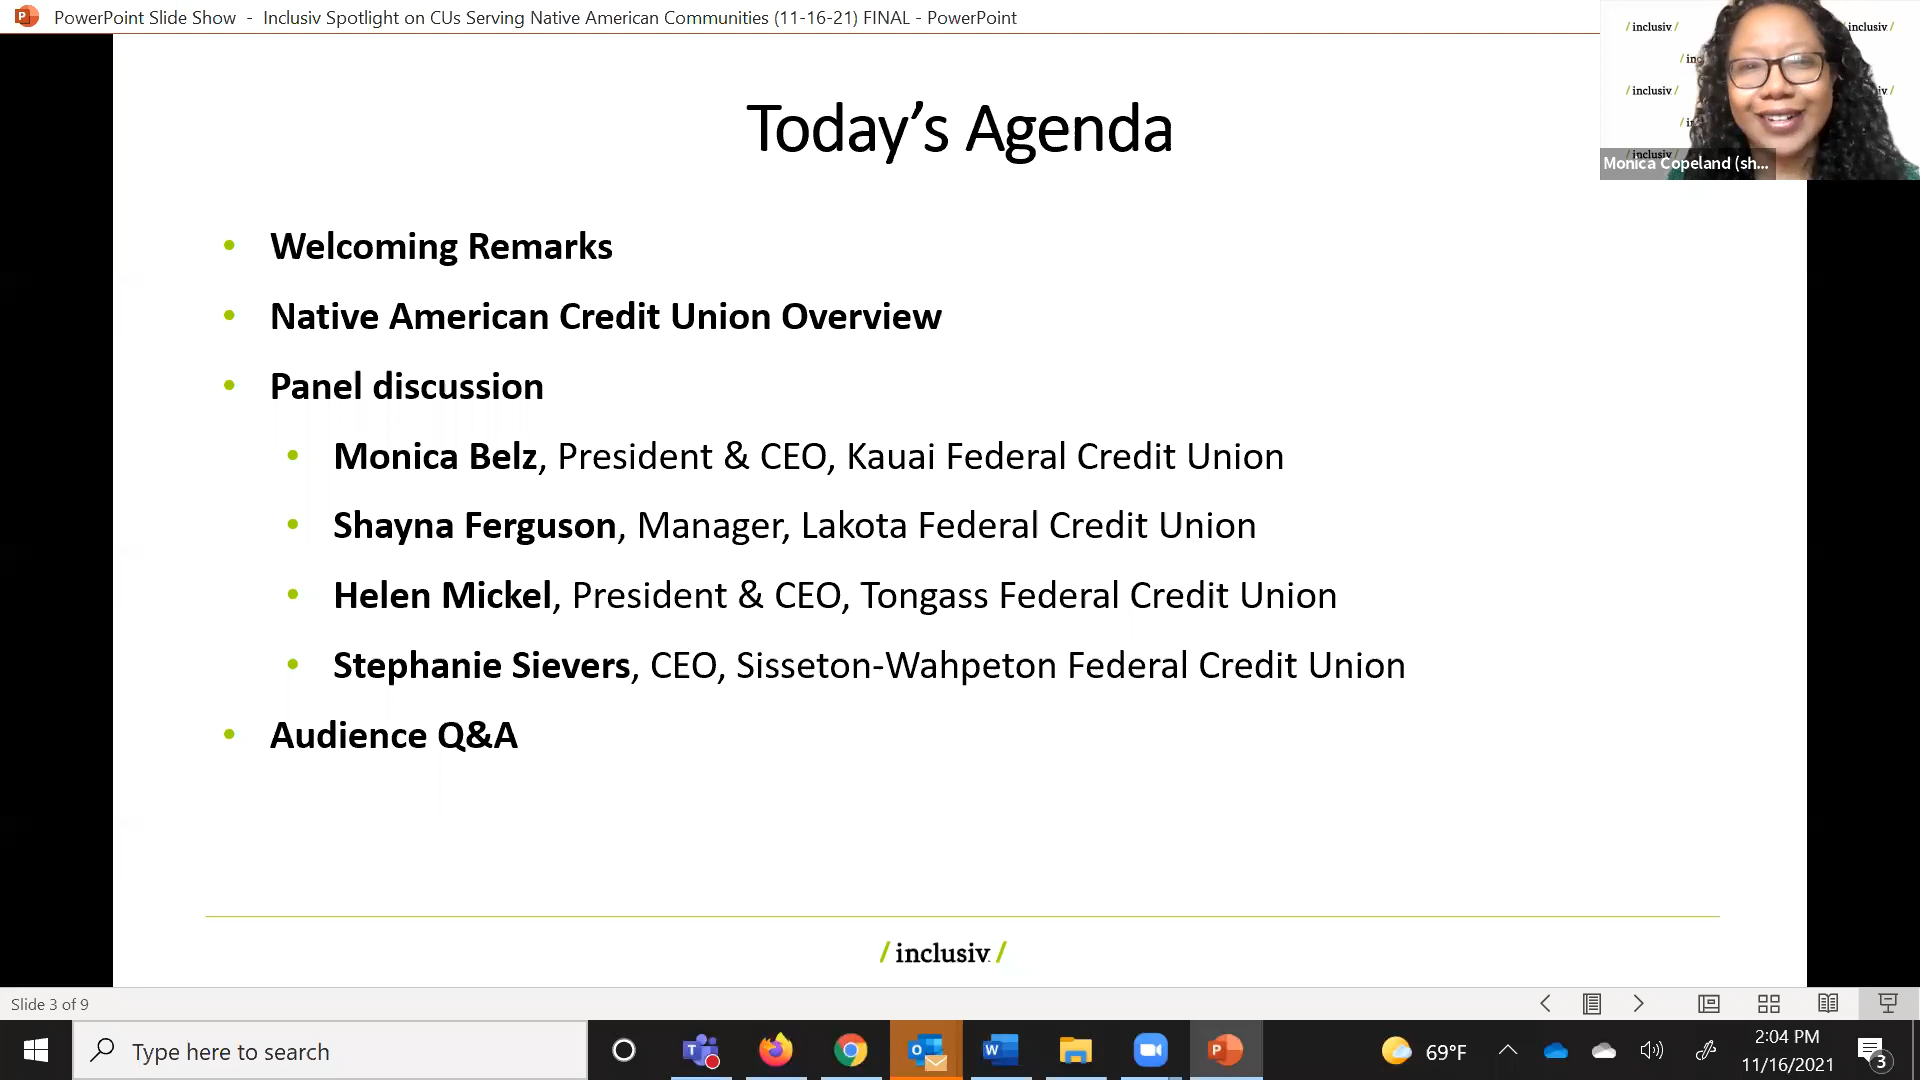 PowerPoint Slide Show - Inclusiv Spotlight on CUs Serving Native American Communities (11-16-21) FINAL - PowerPoint
/ inclusiv /
inclusiv /
/ inc
/ inclusiv /
iv /
/ in
/ inclusiv
Monica Copeland (sh...
Today’s Agenda
• Welcoming Remarks
• Native American Credit Union Overview
• Panel discussion
• Monica Belz, President & CEO, Kauai Federal Credit Union
• Shayna Ferguson, Manager, Lakota Federal Credit Union
• Helen Mickel, President & CEO, Tongass Federal Credit Union
• Stephanie Sievers, CEO, Sisseton-Wahpeton Federal Credit Union
• Audience Q&A
/ inclusiv /
Slide 3 of 9
Type here to search
69°F
2:04 PM
11/16/2021
3